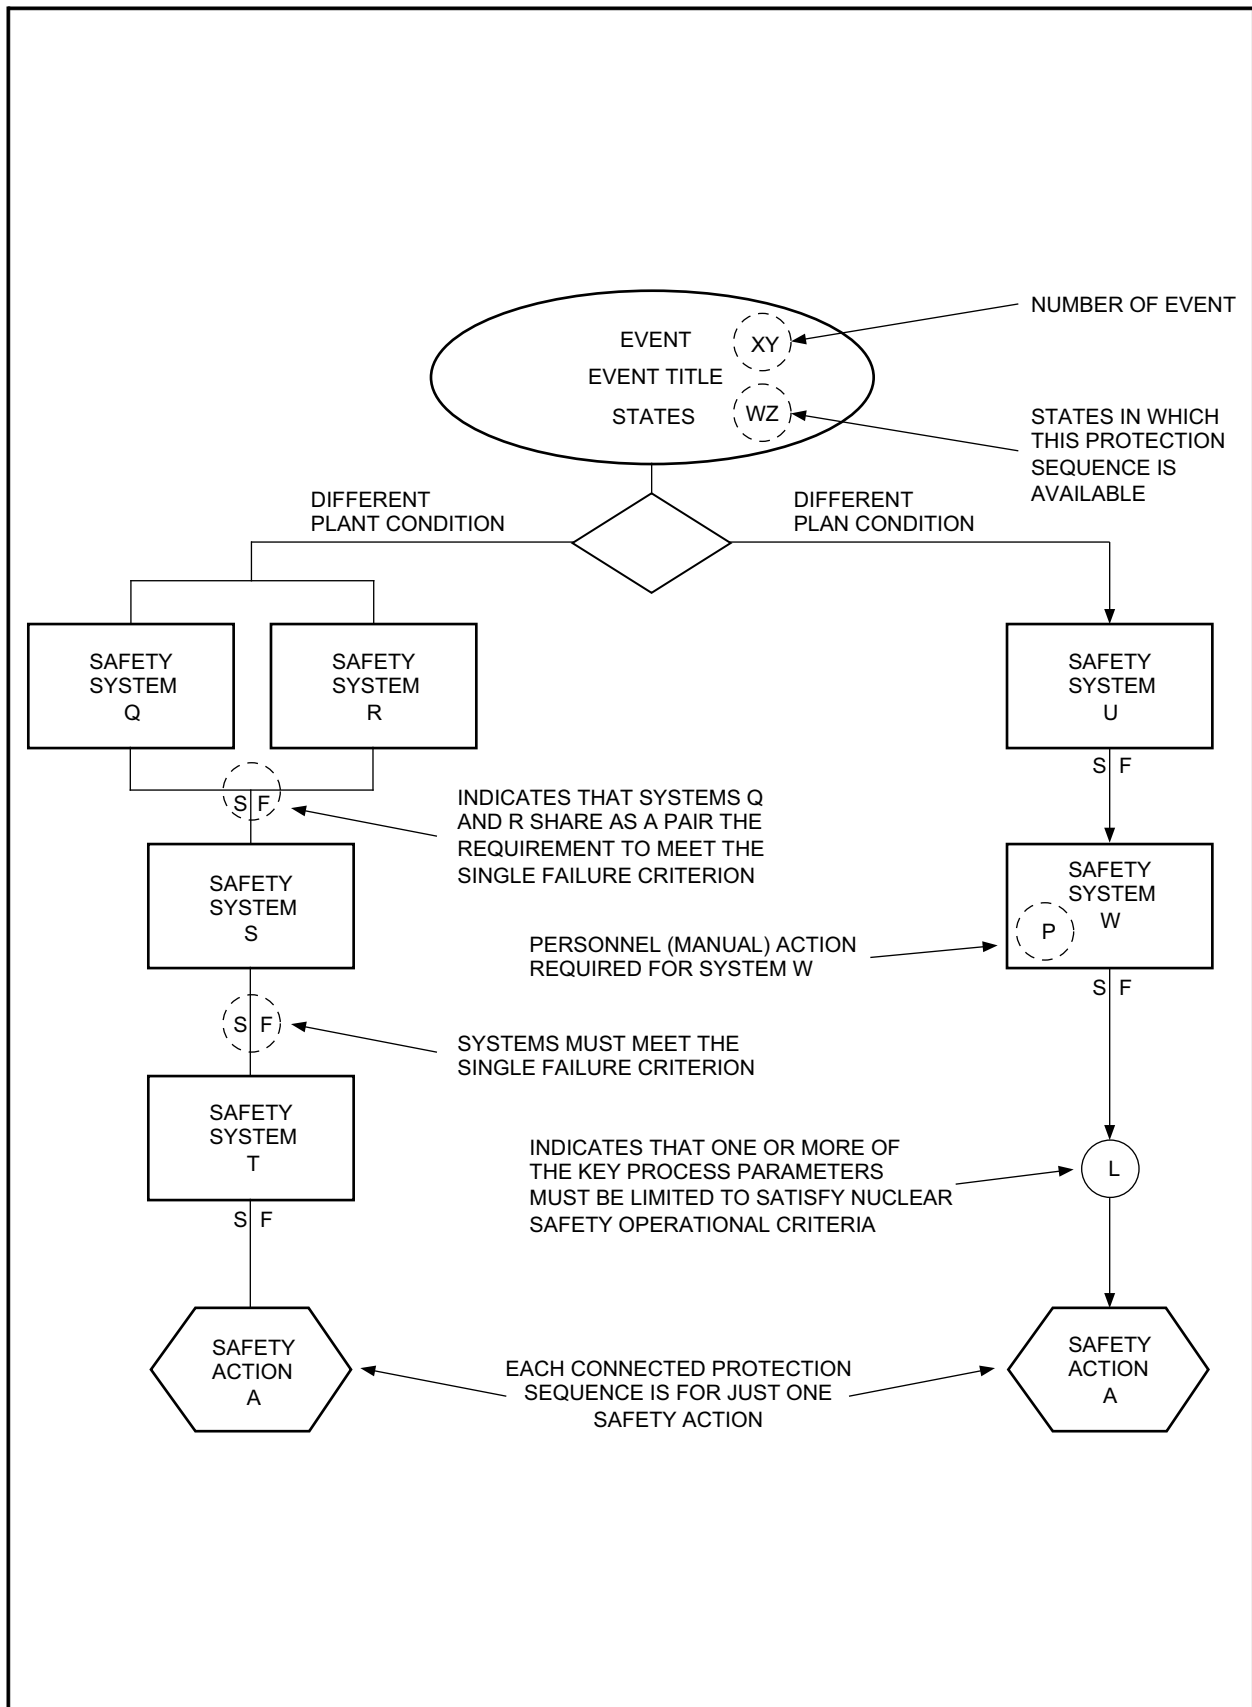 NUMBER OF EVENT
EVENT XY
EVENT TITLE
STATES WZ
STATES IN WHICH
THIS PROTECTION
SEQUENCE IS
AVAILABLE
DIFFERENT
PLANT CONDITION
DIFFERENT
PLAN CONDITION
SAFETY
SYSTEM
Q
SAFETY
SYSTEM
R
SAFETY
SYSTEM
U
S F
S F
INDICATES THAT SYSTEMS Q
AND R SHARE AS A PAIR THE
REQUIREMENT TO MEET THE
SINGLE FAILURE CRITERION
SAFETY
SYSTEM
S
SAFETY
SYSTEM
W
P
PERSONNEL (MANUAL) ACTION
REQUIRED FOR SYSTEM W
S F
S F
SYSTEMS MUST MEET THE
SINGLE FAILURE CRITERION
SAFETY
SYSTEM
T
INDICATES THAT ONE OR MORE OF
THE KEY PROCESS PARAMETERS
MUST BE LIMITED TO SATISFY NUCLEAR
SAFETY OPERATIONAL CRITERIA
L
S F
SAFETY
ACTION
A
EACH CONNECTED PROTECTION
SEQUENCE IS FOR JUST ONE
SAFETY ACTION
SAFETY
ACTION
A